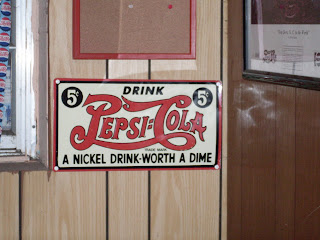 DRINK
5¢ 5¢
PEPSI=COLA
TRADE MARK
A NICKEL DRINK-WORTH A DIME